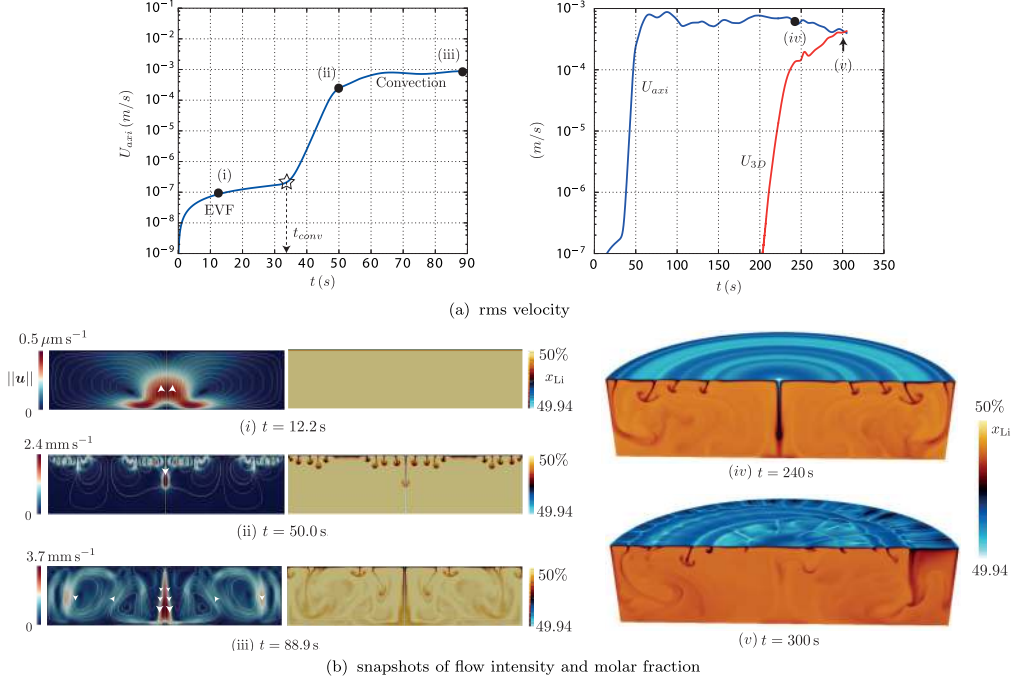 (a)
10⁻¹
10⁻²
10⁻³
10⁻⁴
10⁻⁵
10⁻⁶
10⁻⁷
10⁻⁸
10⁻⁹
U_axi (m/s)
(i)
(ii)
(iii)
EVF
Convection
t_conv
0 10 20 30 40 50 60 70 80 90
t (s)
10⁻³
10⁻⁴
10⁻⁵
10⁻⁶
10⁻⁷
(m/s)
U_axi
U_3D
(iv)
(v)
0 50 100 150 200 250 300 350
t (s)
(a) rms velocity
0.5 μm s⁻¹
||u||
0
50%
x_Li
49.94
(i) t = 12.2 s
2.4 mm s⁻¹
0
50%
49.94
(ii) t = 50.0 s
3.7 mm s⁻¹
0
50%
49.94
(iii) t = 88.9 s
(iv) t = 240 s
50%
x_Li
49.94
(v) t = 300 s
(b) snapshots of flow intensity and molar fraction